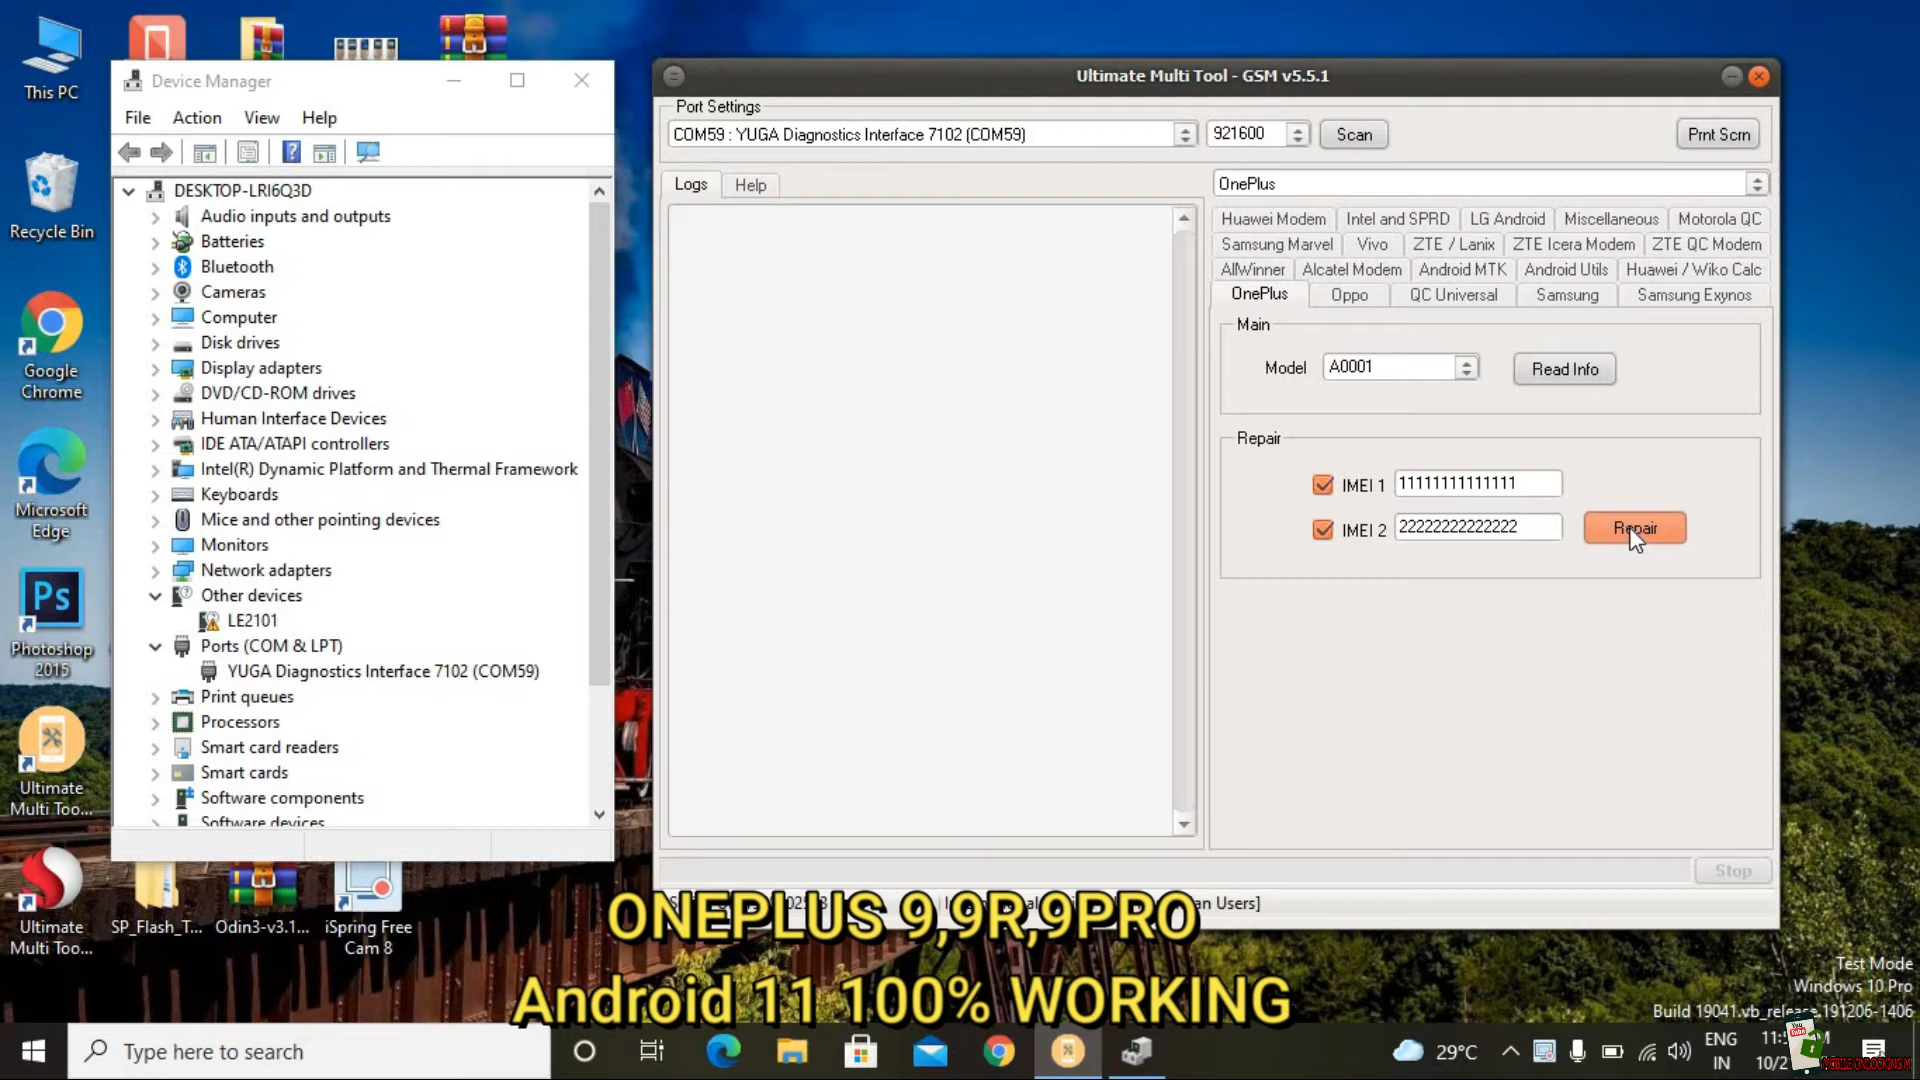 This PC
Recycle Bin
Google
Chrome
Microsoft
Edge
Ps
Photoshop
2015
Ultimate
Multi Too...
Ultimate
Multi Too...
SP_Flash_T...
Odin3-v3.1...
iSpring Free
Cam 8
Device Manager
File Action View Help
DESKTOP-LRI6Q3D
Audio inputs and outputs
Batteries
Bluetooth
Cameras
Computer
Disk drives
Display adapters
DVD/CD-ROM drives
Human Interface Devices
IDE ATA/ATAPI controllers
Intel(R) Dynamic Platform and Thermal Framework
Keyboards
Mice and other pointing devices
Monitors
Network adapters
Other devices
LE2101
Ports (COM & LPT)
YUGA Diagnostics Interface 7102 (COM59)
Print queues
Processors
Smart card readers
Smart cards
Software components
Software devices
Ultimate Multi Tool - GSM v5.5.1
Port Settings
COM59 : YUGA Diagnostics Interface 7102 (COM59)
921600
Scan
Prnt Scrn
Logs
Help
OnePlus
Huawei Modem Intel and SPRD LG Android Miscellaneous Motorola QC
Samsung Marvel Vivo ZTE / Lanix ZTE Icera Modem ZTE QC Modem
AllWinner Alcatel Modem Android MTK Android Utils Huawei / Wiko Calc
OnePlus Oppo QC Universal Samsung Samsung Exynos
Main
Model A0001 Read Info
Repair
IMEI 1 11111111111111
IMEI 2 22222222222222
Repair
Stop
an Users]
ONEPLUS 9,9R,9PRO
Android 11 100% WORKING
Test Mode
Windows 10 Pro
Build 19041.vb_release.191206-1406
Type here to search
29°C
ENG
IN